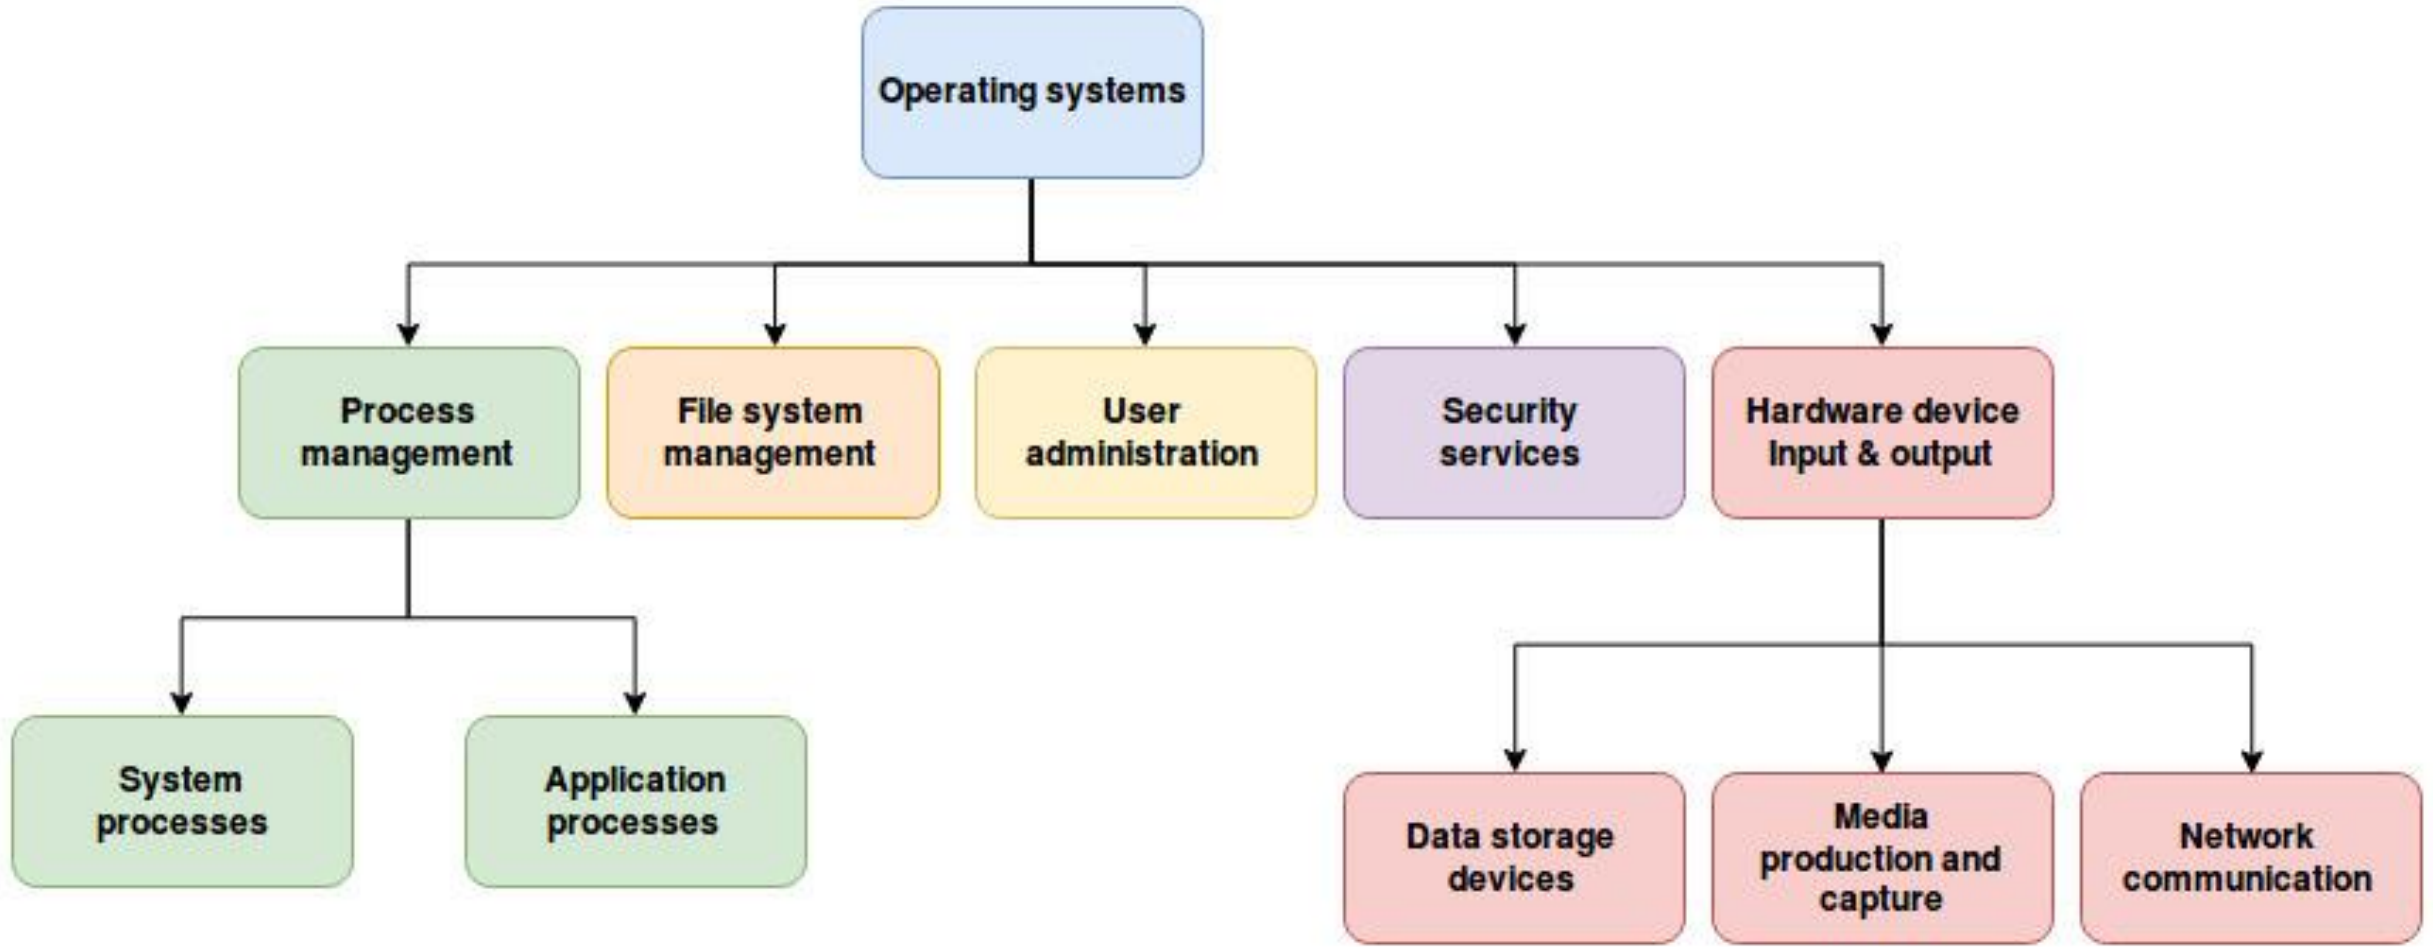 Operating systems
Process
management
File system
management
User
administration
Security
services
Hardware device
Input & output
System
processes
Application
processes
Data storage
devices
Media
production and
capture
Network
communication